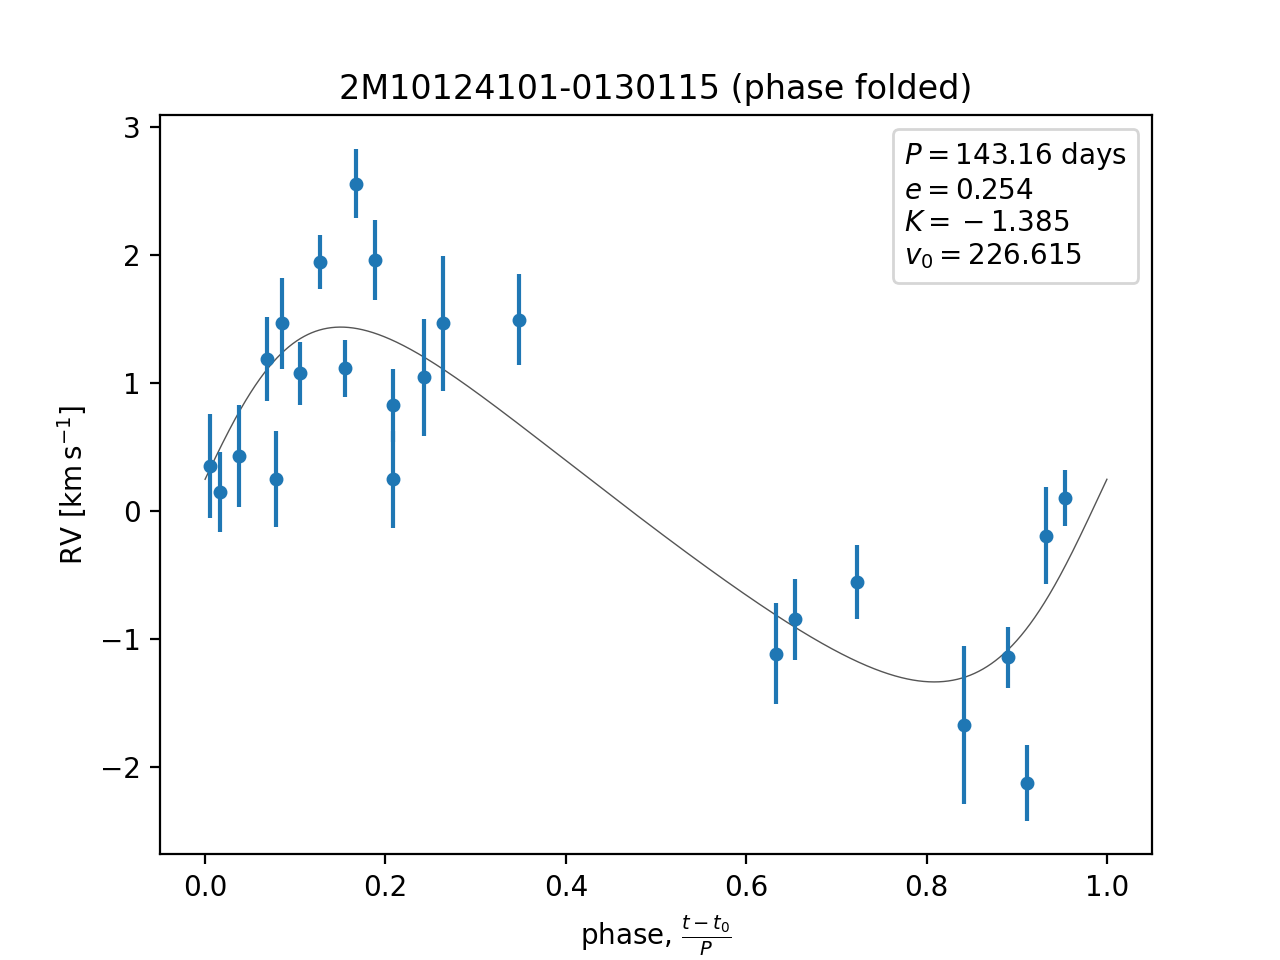 2M10124101-0130115 (phase folded)
P = 143.16 days
e = 0.254
K = −1.385
v₀ = 226.615
3
2
1
0
−1
−2
RV [km s⁻¹]
0.0 0.2 0.4 0.6 0.8 1.0
phase, (t − t₀)/P